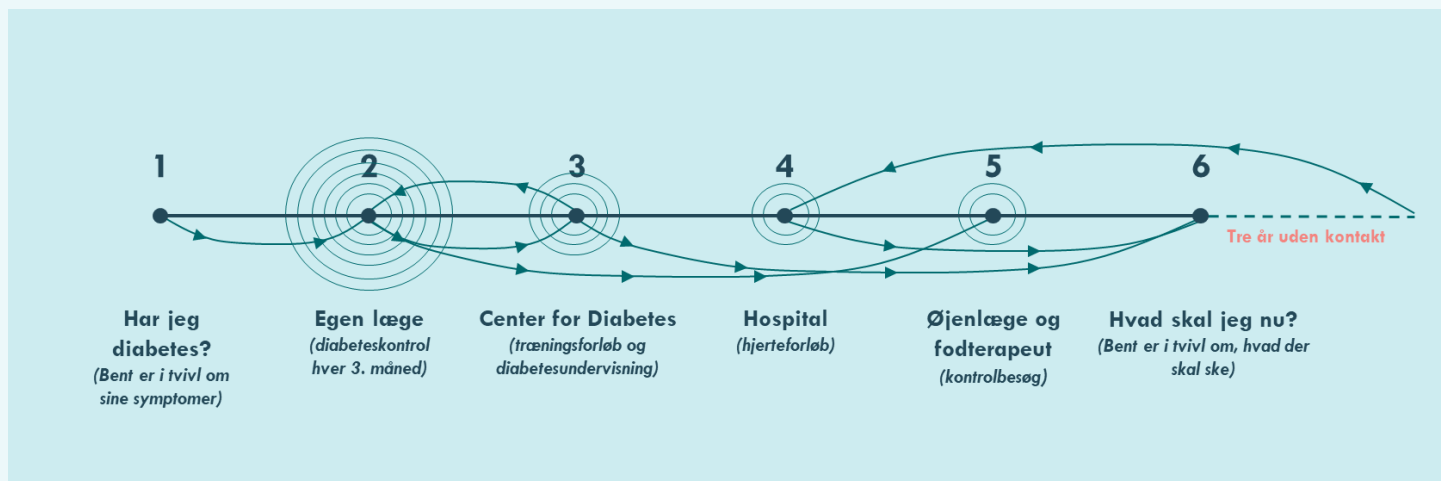 1
2
3
4
5
6
Tre år uden kontakt
Har jeg
diabetes?
(Bent er i tvivl om
sine symptomer)
Egen læge
(diabeteskontrol
hver 3. måned)
Center for Diabetes
(træningsforløb og
diabetesundervisning)
Hospital
(hjerteforløb)
Øjenlæge og
fodterapeut
(kontrolbesøg)
Hvad skal jeg nu?
(Bent er i tvivl om, hvad der
skal ske)